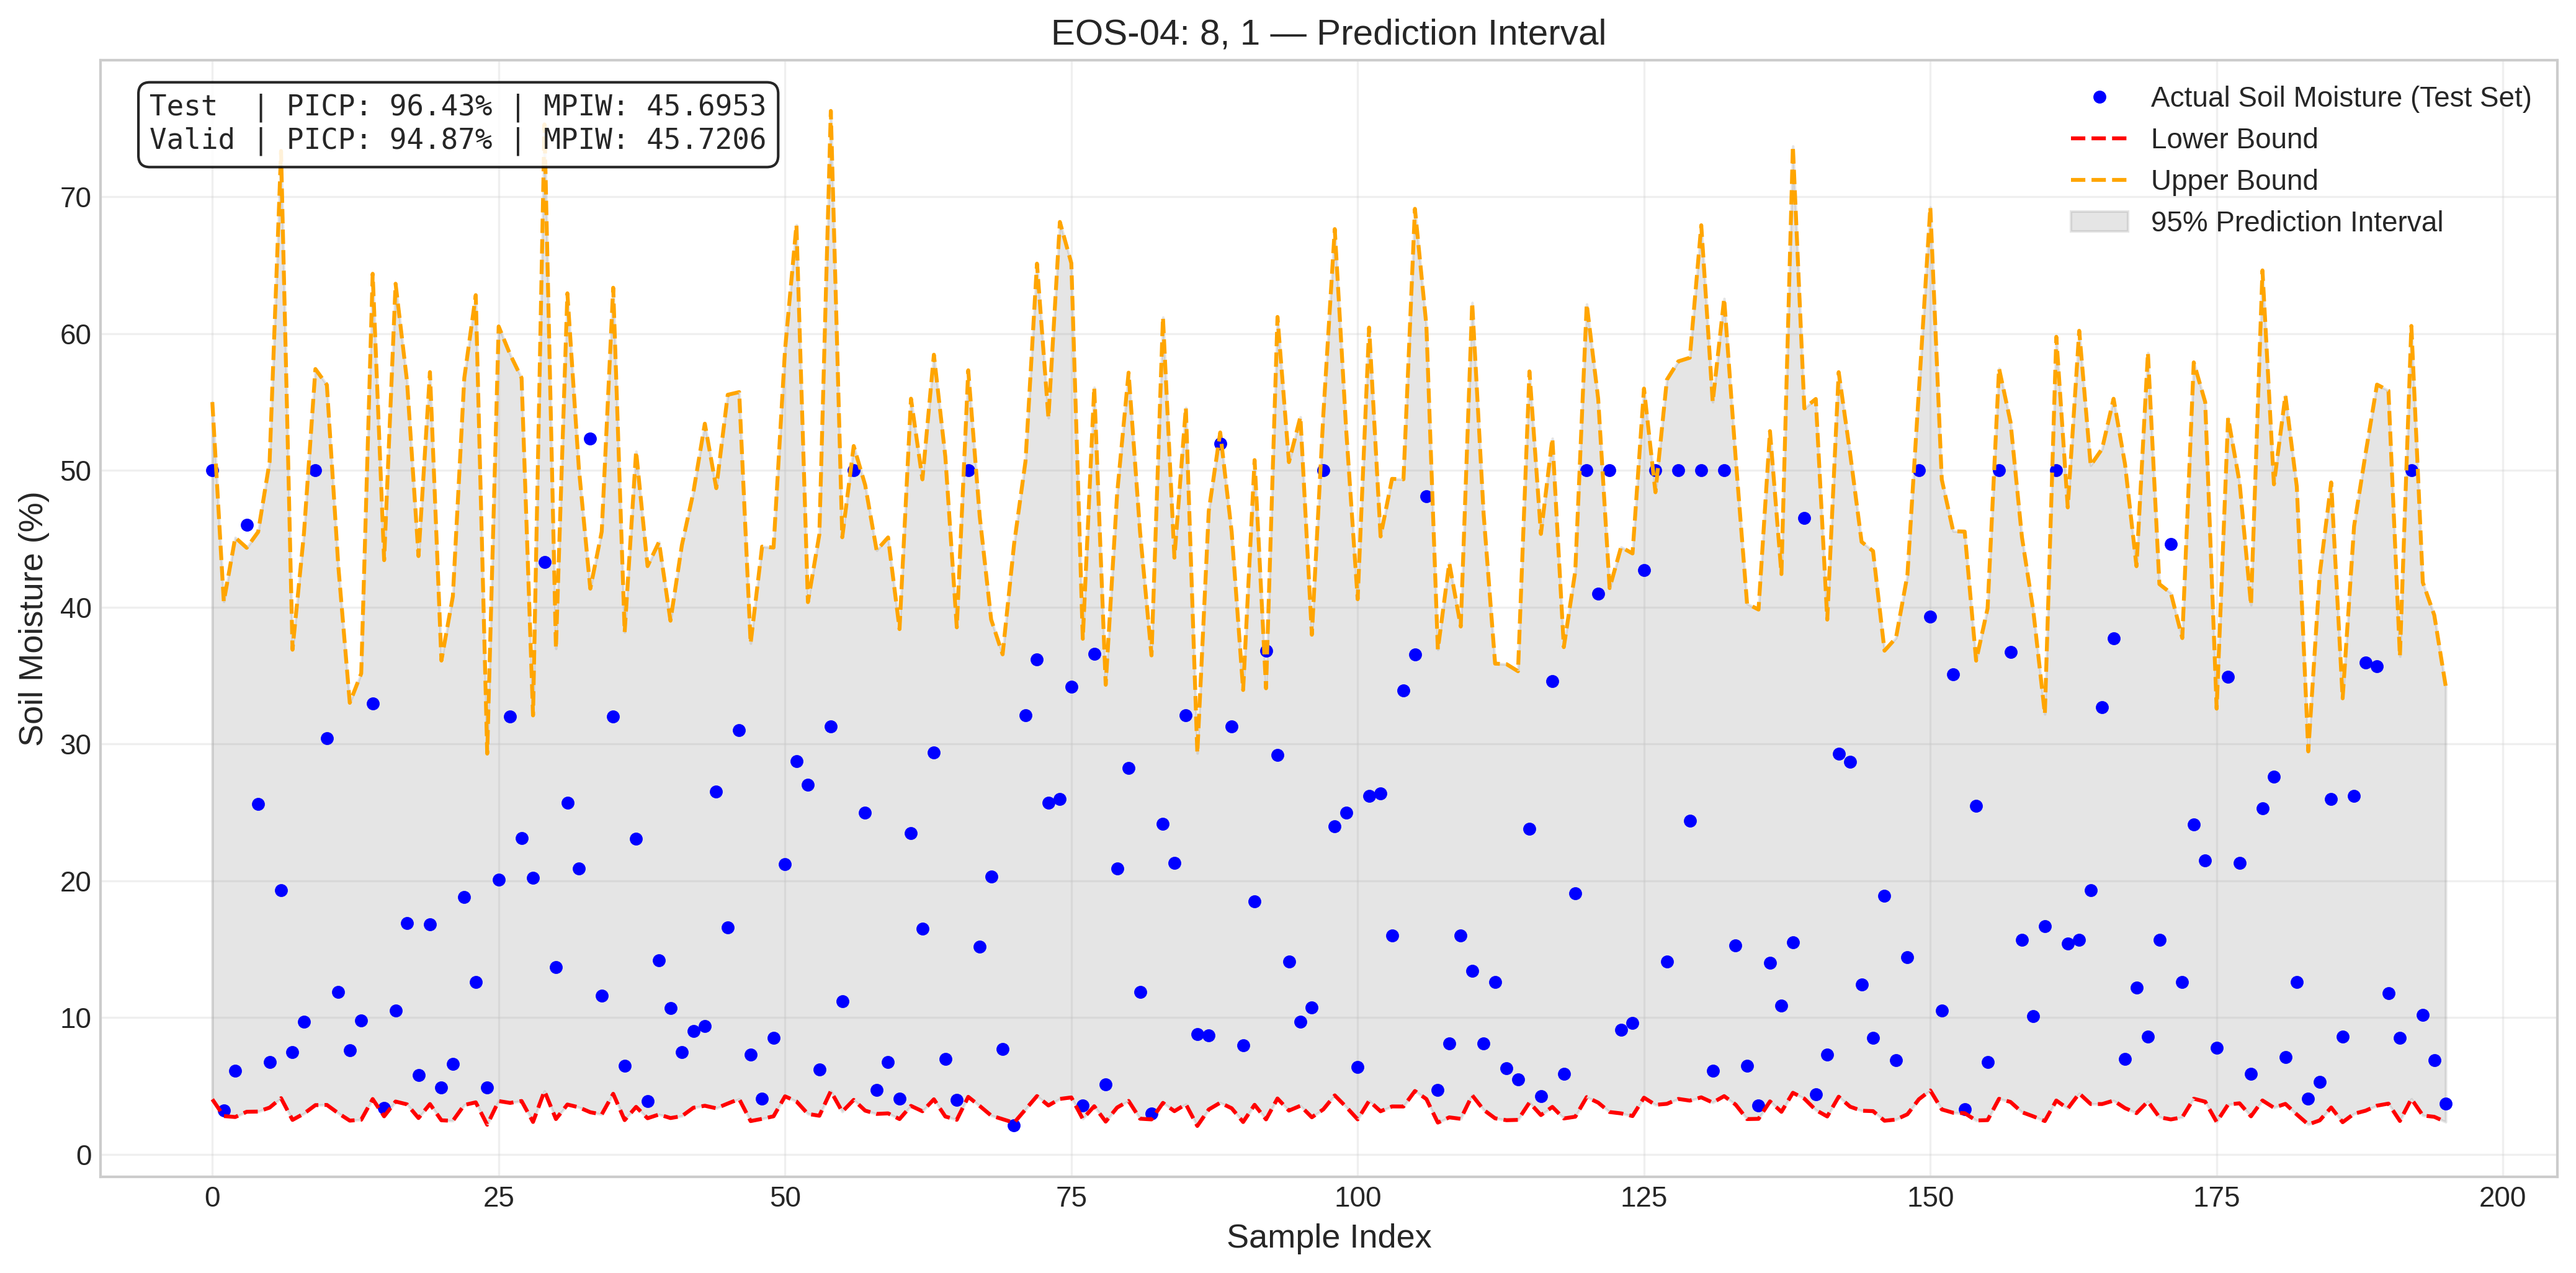 EOS-04: 8, 1 — Prediction Interval
Test  | PICP: 96.43% | MPIW: 45.6953
Valid | PICP: 94.87% | MPIW: 45.7206
Actual Soil Moisture (Test Set)
Lower Bound
Upper Bound
95% Prediction Interval
Soil Moisture (%)
70
60
50
40
30
20
10
0
0 25 50 75 100 125 150 175 200
Sample Index